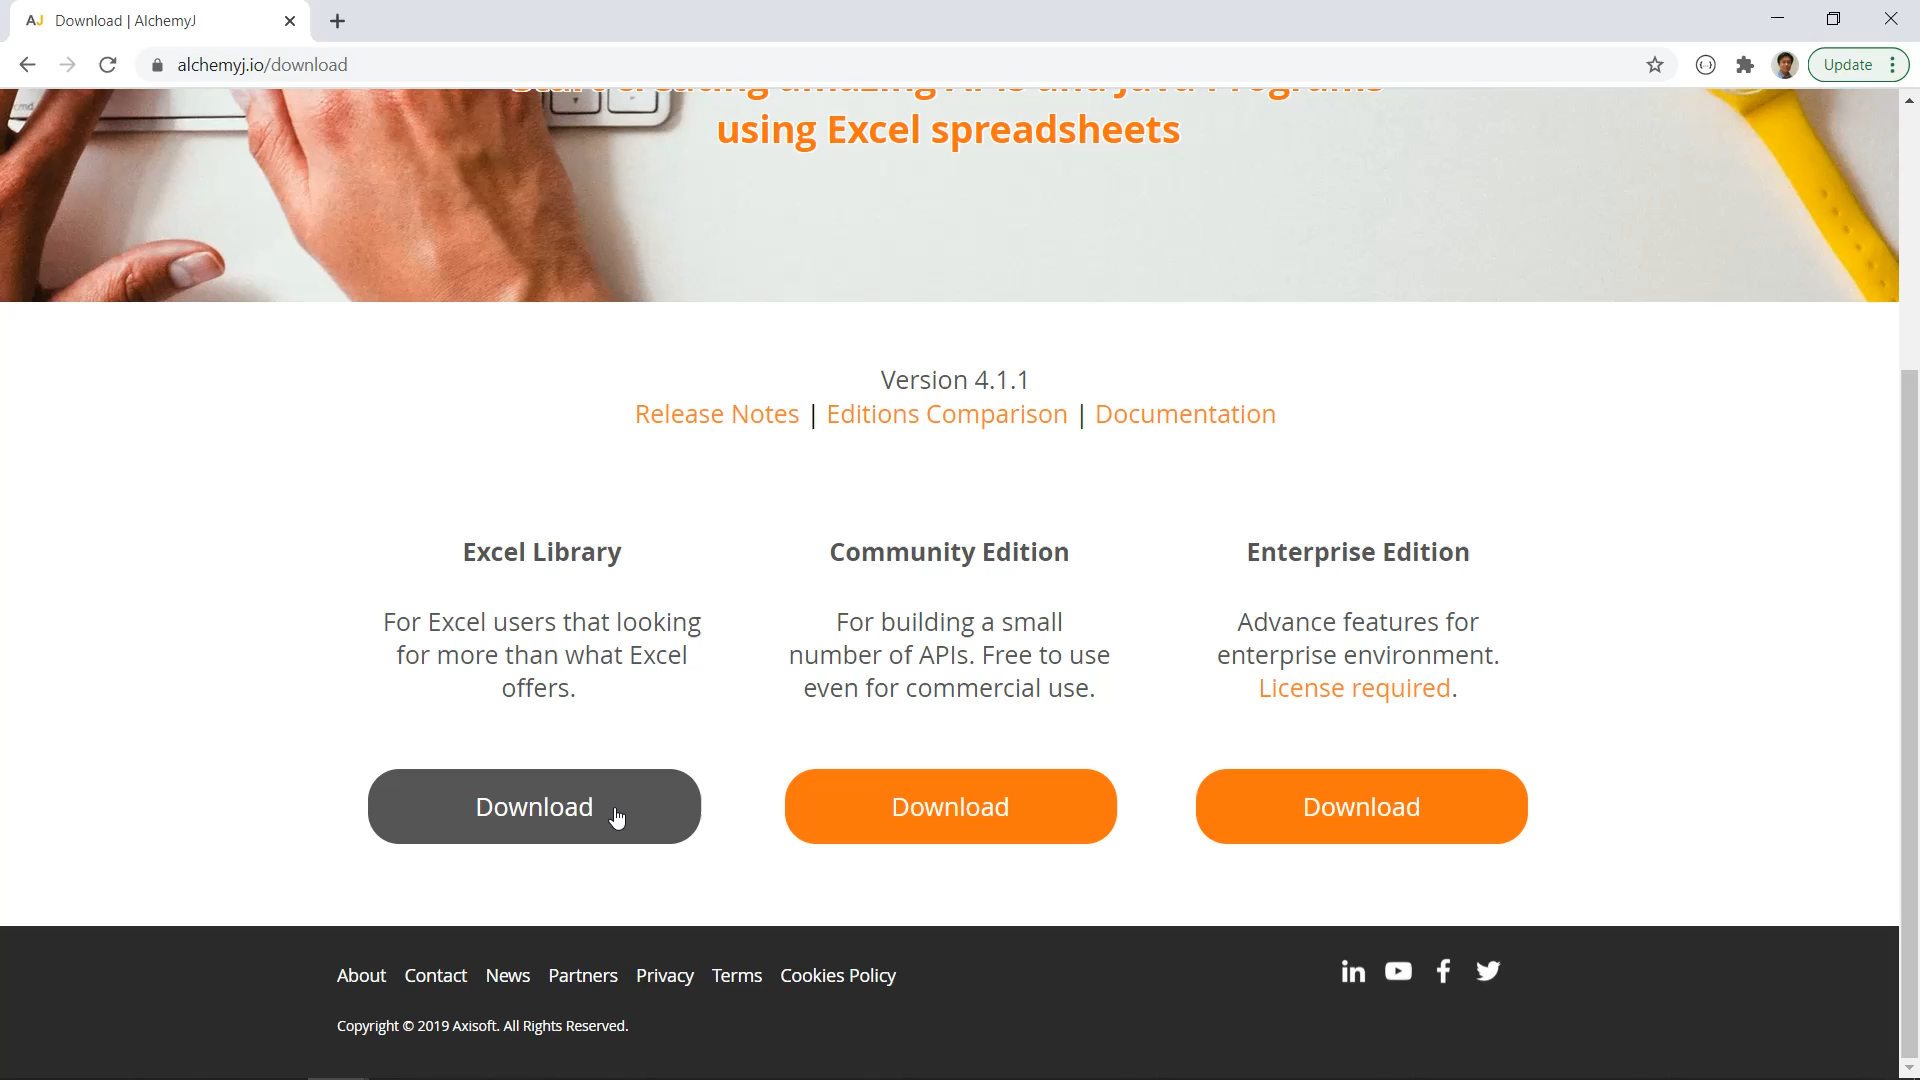 AJ Download | AlchemyJ
alchemyj.io/download
Update
using Excel spreadsheets
Version 4.1.1
Release Notes | Editions Comparison | Documentation
Excel Library
For Excel users that looking
for more than what Excel
offers.
Download
Community Edition
For building a small
number of APIs. Free to use
even for commercial use.
Download
Enterprise Edition
Advance features for
enterprise environment.
License required.
Download
About Contact News Partners Privacy Terms Cookies Policy
Copyright © 2019 Axisoft. All Rights Reserved.